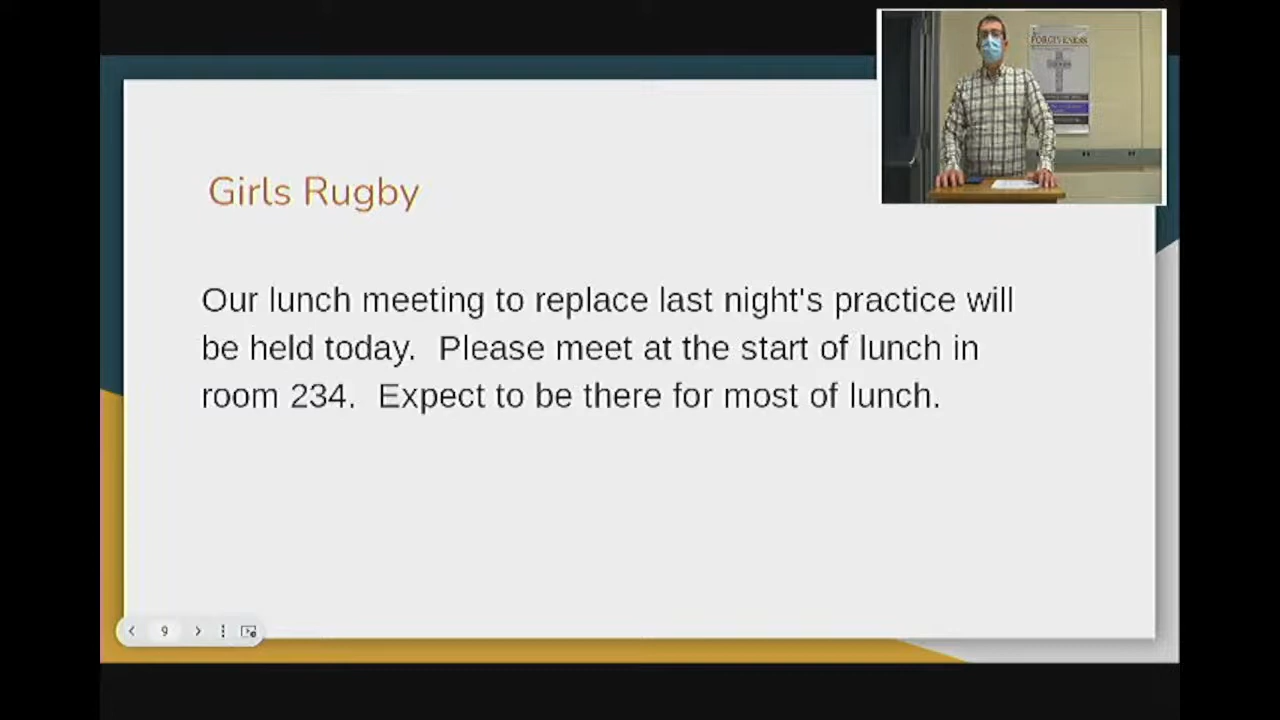 FORGIVENESS
Girls Rugby
Our lunch meeting to replace last night's practice will
be held today.  Please meet at the start of lunch in
room 234.  Expect to be there for most of lunch.
9